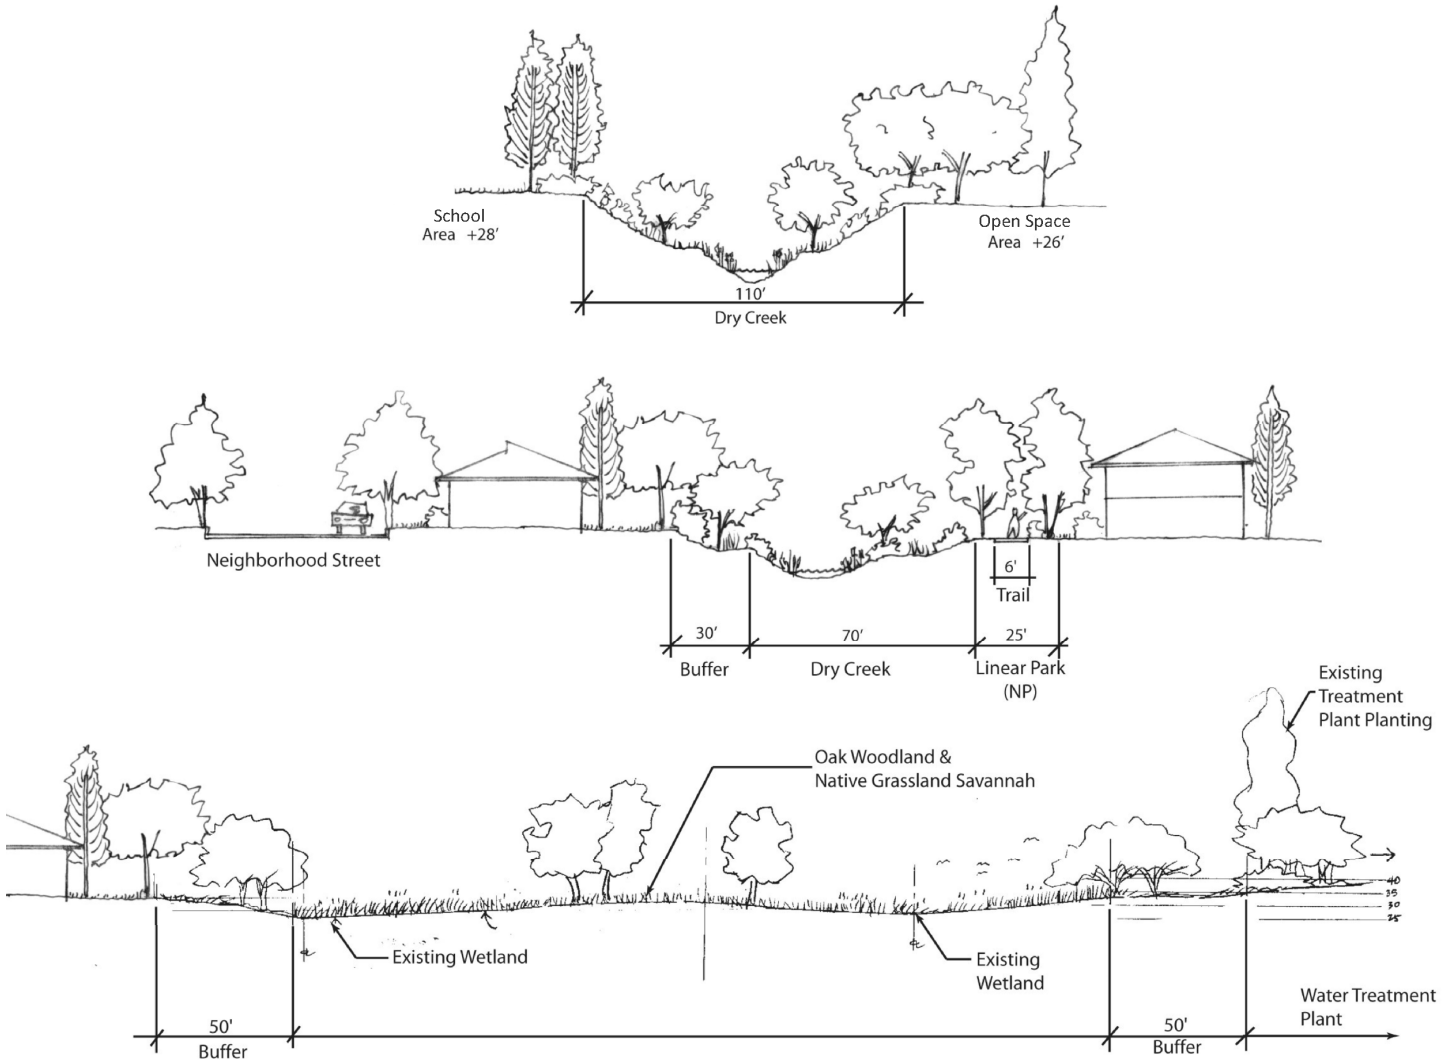 School
Area +28'
Open Space
Area +26'
110'
Dry Creek
Neighborhood Street
6'
Trail
30'
70'
25'
Buffer
Dry Creek
Linear Park
(NP)
Existing
Treatment
Plant Planting
Oak Woodland &
Native Grassland Savannah
40
35
30
25
Existing Wetland
Existing
Wetland
Water Treatment
Plant
50'
Buffer
50'
Buffer